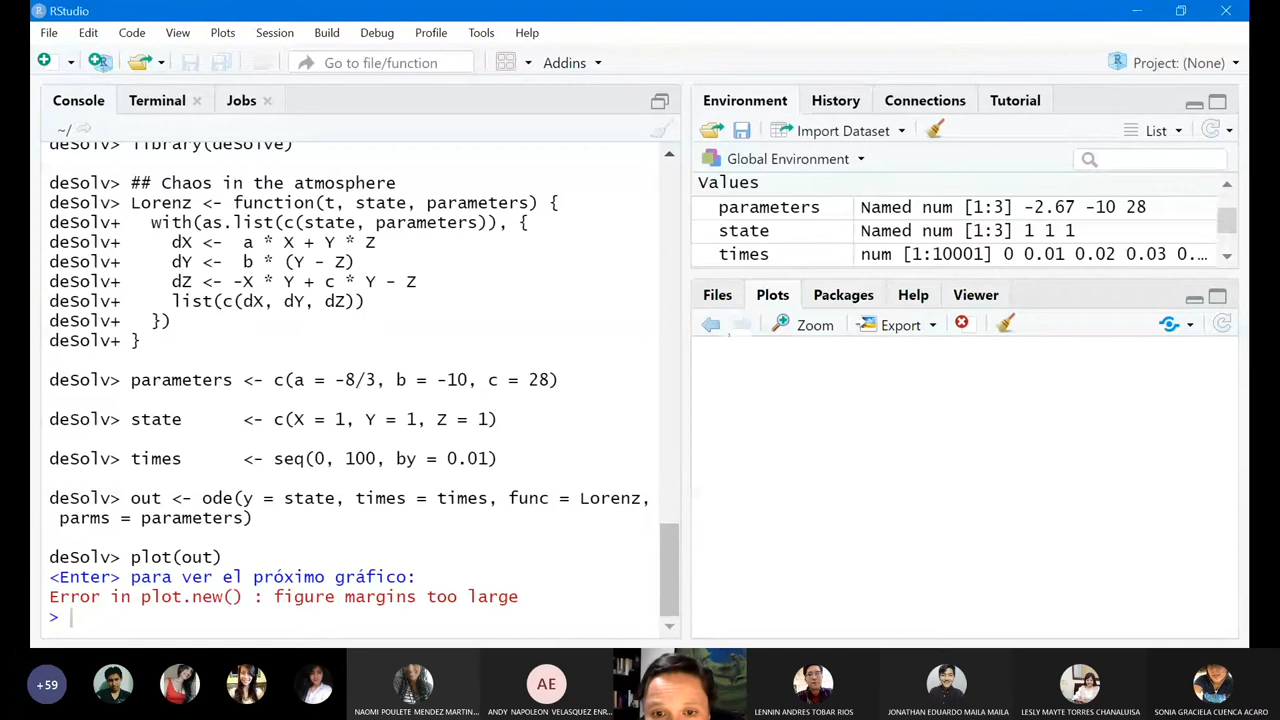 RStudio
File Edit Code View Plots Session Build Debug Profile Tools Help
Go to file/function Addins Project: (None)
Console Terminal Jobs
~/
deSolv> library(deSolve)
deSolv> ## Chaos in the atmosphere
deSolv> Lorenz <- function(t, state, parameters) {
deSolv+   with(as.list(c(state, parameters)), {
deSolv+     dX <-  a * X + Y * Z
deSolv+     dY <-  b * (Y - Z)
deSolv+     dZ <- -X * Y + c * Y - Z
deSolv+     list(c(dX, dY, dZ))
deSolv+   })
deSolv+ }
deSolv> parameters <- c(a = -8/3, b = -10, c = 28)
deSolv> state      <- c(X = 1, Y = 1, Z = 1)
deSolv> times      <- seq(0, 100, by = 0.01)
deSolv> out <- ode(y = state, times = times, func = Lorenz,
parms = parameters)
deSolv> plot(out)
<Enter> para ver el próximo gráfico:
Error in plot.new() : figure margins too large
>
Environment History Connections Tutorial
Import Dataset List
Global Environment
Values
parameters Named num [1:3] -2.67 -10 28
state Named num [1:3] 1 1 1
times num [1:10001] 0 0.01 0.02 0.03 0.…
Files Plots Packages Help Viewer
Zoom Export
+59
AE
NAOMI POULETE MENDEZ MARTIN...
ANDY NAPOLEON VELASQUEZ ENR...
LENNIN ANDRES TOBAR RIOS
JONATHAN EDUARDO MAILA MAILA
LESLY MAYTE TORRES CHANALUISA
SONIA GRACIELA CUENCA ACARO